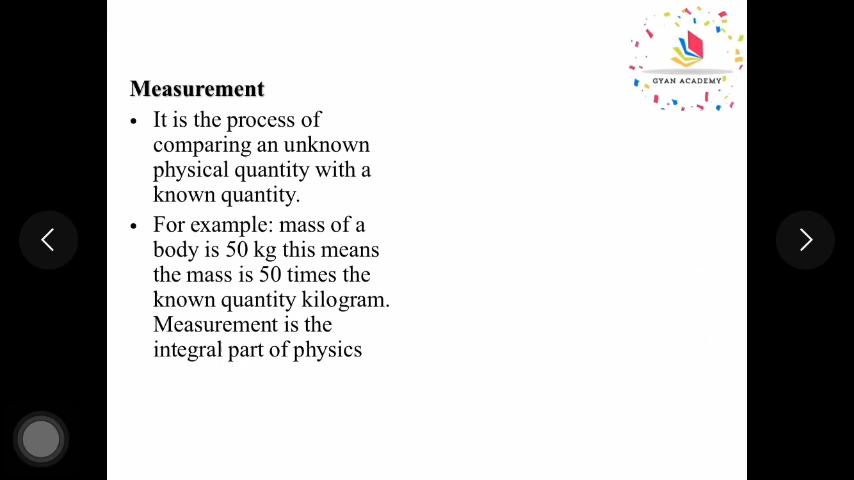 GYAN ACADEMY
Measurement
• It is the process of
comparing an unknown
physical quantity with a
known quantity.
• For example: mass of a
body is 50 kg this means
the mass is 50 times the
known quantity kilogram.
Measurement is the
integral part of physics